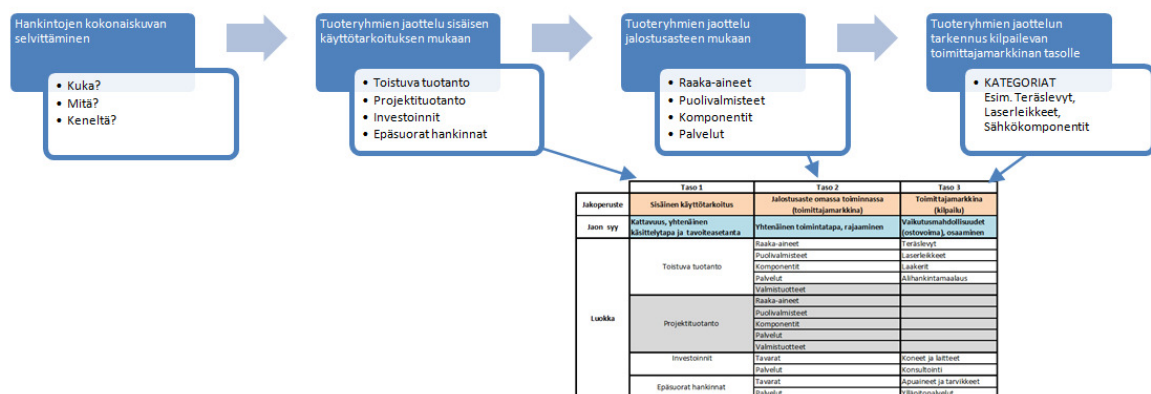 Hankintojen kokonaiskuvan
selvittäminen
• Kuka?
• Mitä?
• Keneltä?
Tuoteryhmien jaottelu sisäisen
käyttötarkoituksen mukaan
• Toistuva tuotanto
• Projektituotanto
• Investoinnit
• Epäsuorat hankinnat
Tuoteryhmien jaottelu
jalostusasteen mukaan
• Raaka-aineet
• Puolivalmisteet
• Komponentit
• Palvelut
Tuoteryhmien jaottelun
tarkennus kilpailevan
toimittajamarkkinan tasolle
• KATEGORIAT
Esim. Teräslevyt,
Laserleikkeet,
Sähkökomponentit
Taso 1 Taso 2 Taso 3
Jakoperuste Sisäinen käyttötarkoitus Jalostusaste omassa toiminnassa (toimittajamarkkina) Toimittajamarkkina (kilpailu)
Jaon syy Kattavuus, yhtenäinen käsittelytapa ja tavoiteasetanta Yhtenäinen toimintatapa, rajaaminen Vaikutusmahdollisuudet (ostovoima), osaaminen
Luokka
Toistuva tuotanto
Raaka-aineet Teräslevyt
Puolivalmisteet Laserleikkeet
Komponentit Laakerit
Palvelut Alihankintamaalaus
Valmistuotteet
Projektituotanto
Raaka-aineet
Puolivalmisteet
Komponentit
Palvelut
Valmistuotteet
Investoinnit
Tavarat Koneet ja laitteet
Palvelut Konsultointi
Epäsuorat hankinnat
Tavarat Apuaineet ja tarvikkeet
Palvelut Ylläpitopalvelut